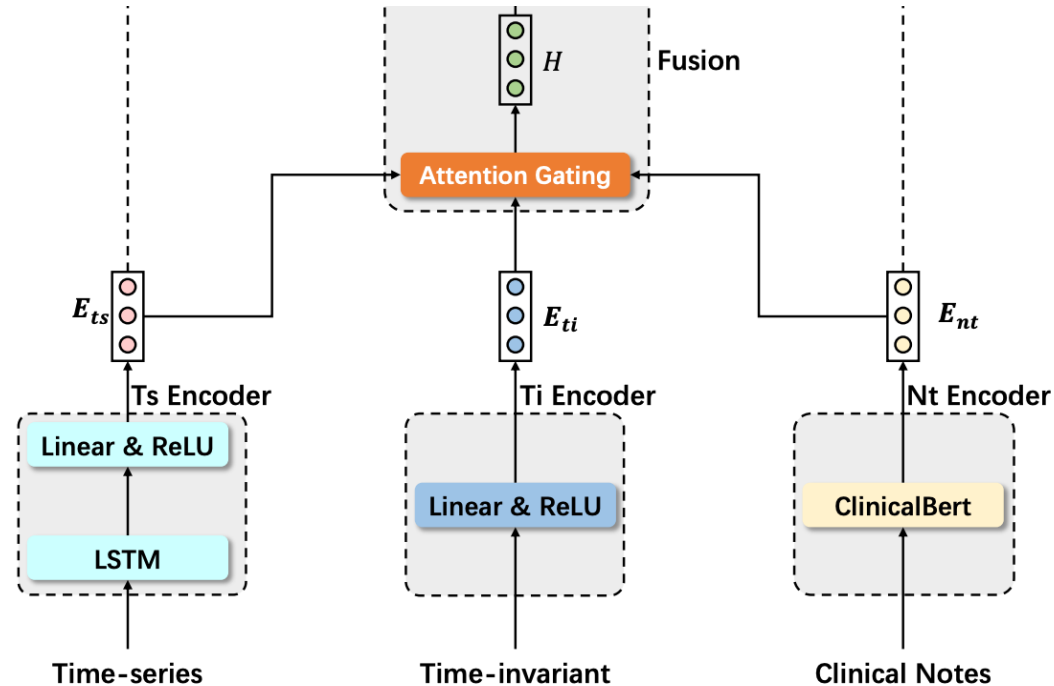 H
Fusion
Attention Gating
E_ts
E_ti
E_nt
Ts Encoder
Ti Encoder
Nt Encoder
Linear & ReLU
Linear & ReLU
ClinicalBert
LSTM
Time-series
Time-invariant
Clinical Notes